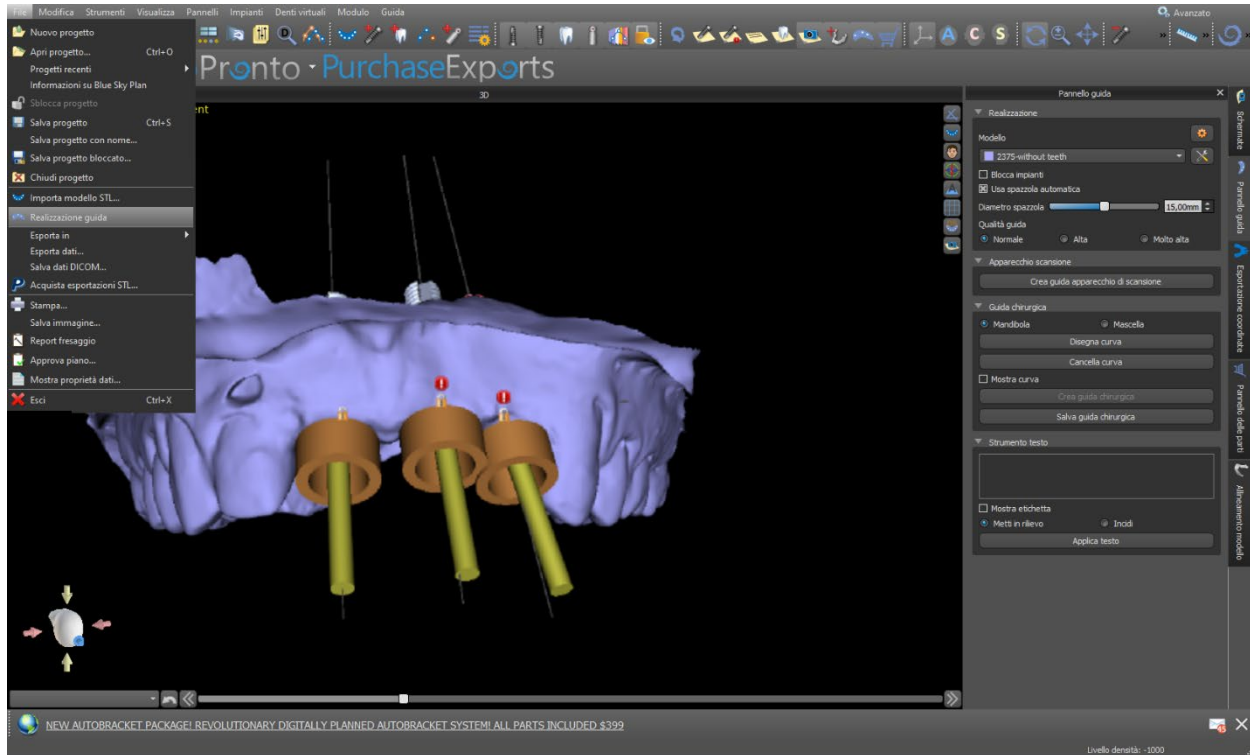 File Modifica Strumenti Visualizza Pannelli Impianti Denti virtuali Modulo Guida
Avanzato
Nuovo progetto
Apri progetto... Ctrl+O
Progetti recenti
Informazioni su Blue Sky Plan
Sblocca progetto
Salva progetto Ctrl+S
Salva progetto con nome...
Salva progetto bloccato...
Chiudi progetto
Importa modello STL...
Realizzazione guida
Esporta in
Esporta dati...
Salva dati DICOM...
Acquista esportazioni STL...
Stampa...
Salva immagine...
Report fresaggio
Approva piano...
Mostra proprietà dati...
Esci Ctrl+X
A C S
Pronto · PurchaseExports
3D
Pannello guida
Realizzazione
Modello
2375-without teeth
Blocca impianti
Usa spazzola automatica
Diametro spazzola 15,00mm
Qualità guida
Normale Alta Molto alta
Apparecchio scansione
Crea guida apparecchio di scansione
Guida chirurgica
Mandibola Mascella
Disegna curva
Cancella curva
Mostra curva
Crea guida chirurgica
Salva guida chirurgica
Strumento testo
Mostra etichetta
Metti in rilievo Incidi
Applica testo
Schermate
Pannello guida
Esportazione coordinate
Pannello delle parti
Allineamento modello
NEW AUTOBRACKET PACKAGE! REVOLUTIONARY DIGITALLY PLANNED AUTOBRACKET SYSTEM! ALL PARTS INCLUDED $399
Livello densità: -1000